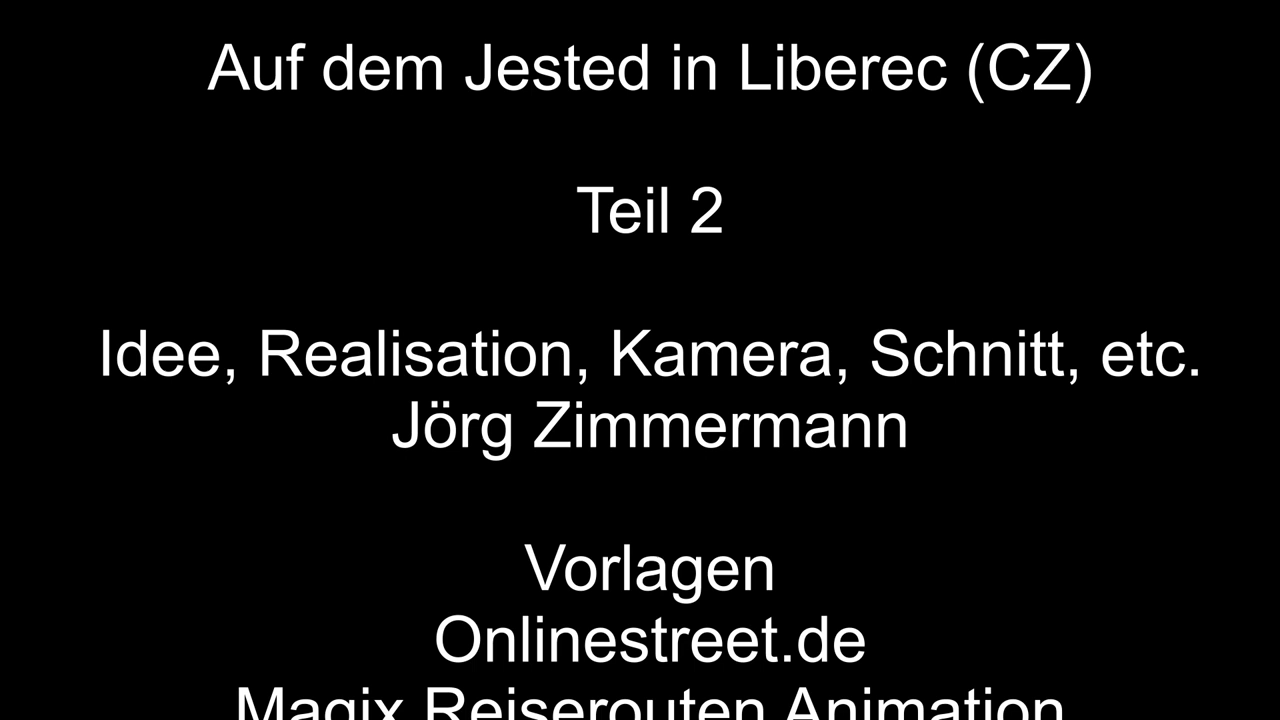 Auf dem Jested in Liberec (CZ)
Teil 2
Idee, Realisation, Kamera, Schnitt, etc.
Jörg Zimmermann
Vorlagen
Onlinestreet.de
Magix Reiserouten Animation